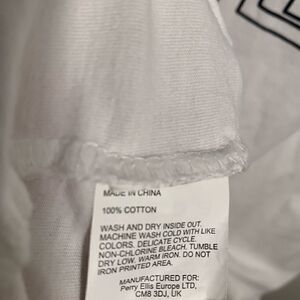 MADE IN CHINA
100% COTTON
WASH AND DRY INSIDE OUT.
MACHINE WASH COLD WITH LIKE
COLORS. DELICATE CYCLE.
NON-CHLORINE BLEACH. TUMBLE
DRY LOW. WARM IRON. DO NOT
IRON PRINTED AREA.
MANUFACTURED FOR:
Perry Ellis Europe LTD,
CM8 3DJ, UK